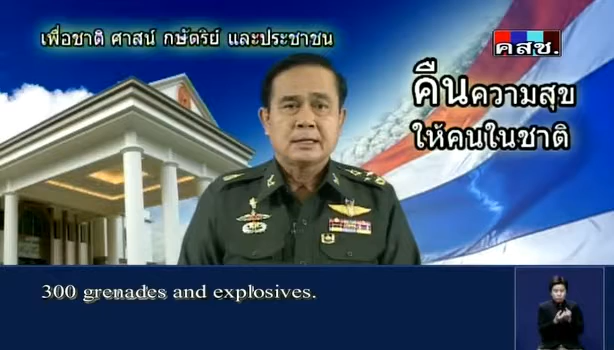 เพื่อชาติ ศาสน์ กษัตริย์ และประชาชน
คสช.
คืนความสุข
ให้คนในชาติ
300 grenades and explosives.